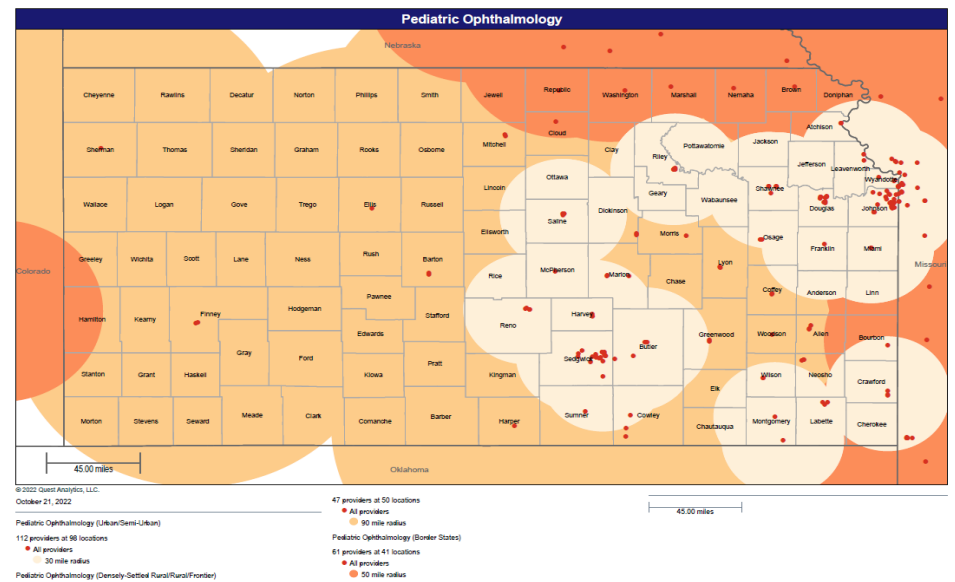 Pediatric Ophthalmology
Nebraska
Cheyenne Rawlins Decatur Norton Phillips Smith Jewell Republic Washington Marshall Nemaha Brown Doniphan
Atchison
Cloud
Sherman Thomas Sheridan Graham Rooks Osborne Mitchell Clay Riley Pottawatomie Jackson
Jefferson Leavenworth
Ottawa Wyandotte
Lincoln Geary Wabaunsee Shawnee
Wallace Logan Gove Trego Ellis Russell Dickinson Douglas Johnson
Saline
Ellsworth Morris Osage
Greeley Wichita Scott Lane Ness Rush Barton Franklin Miami
Colorado McPherson Marion Lyon Missouri
Rice Chase
Pawnee Coffey Anderson Linn
Hamilton Kearny Finney Hodgeman Stafford Reno Harvey
Edwards Greenwood Woodson Allen Bourbon
Gray Ford Sedgwick Butler
Stanton Grant Haskell Kiowa Pratt Kingman Wilson Neosho Crawford
Elk
Morton Stevens Seward Meade Clark Comanche Barber Harper Sumner Cowley Chautauqua Montgomery Labette Cherokee
45.00 miles
Oklahoma
© 2022 Quest Analytics, LLC.
October 21, 2022
Pediatric Ophthalmology (Urban/Semi-Urban)
112 providers at 98 locations
All providers
30 mile radius
Pediatric Ophthalmology (Densely-Settled Rural/Rural/Frontier)
47 providers at 50 locations
All providers
90 mile radius
Pediatric Ophthalmology (Border States)
61 providers at 41 locations
All providers
50 mile radius
45.00 miles